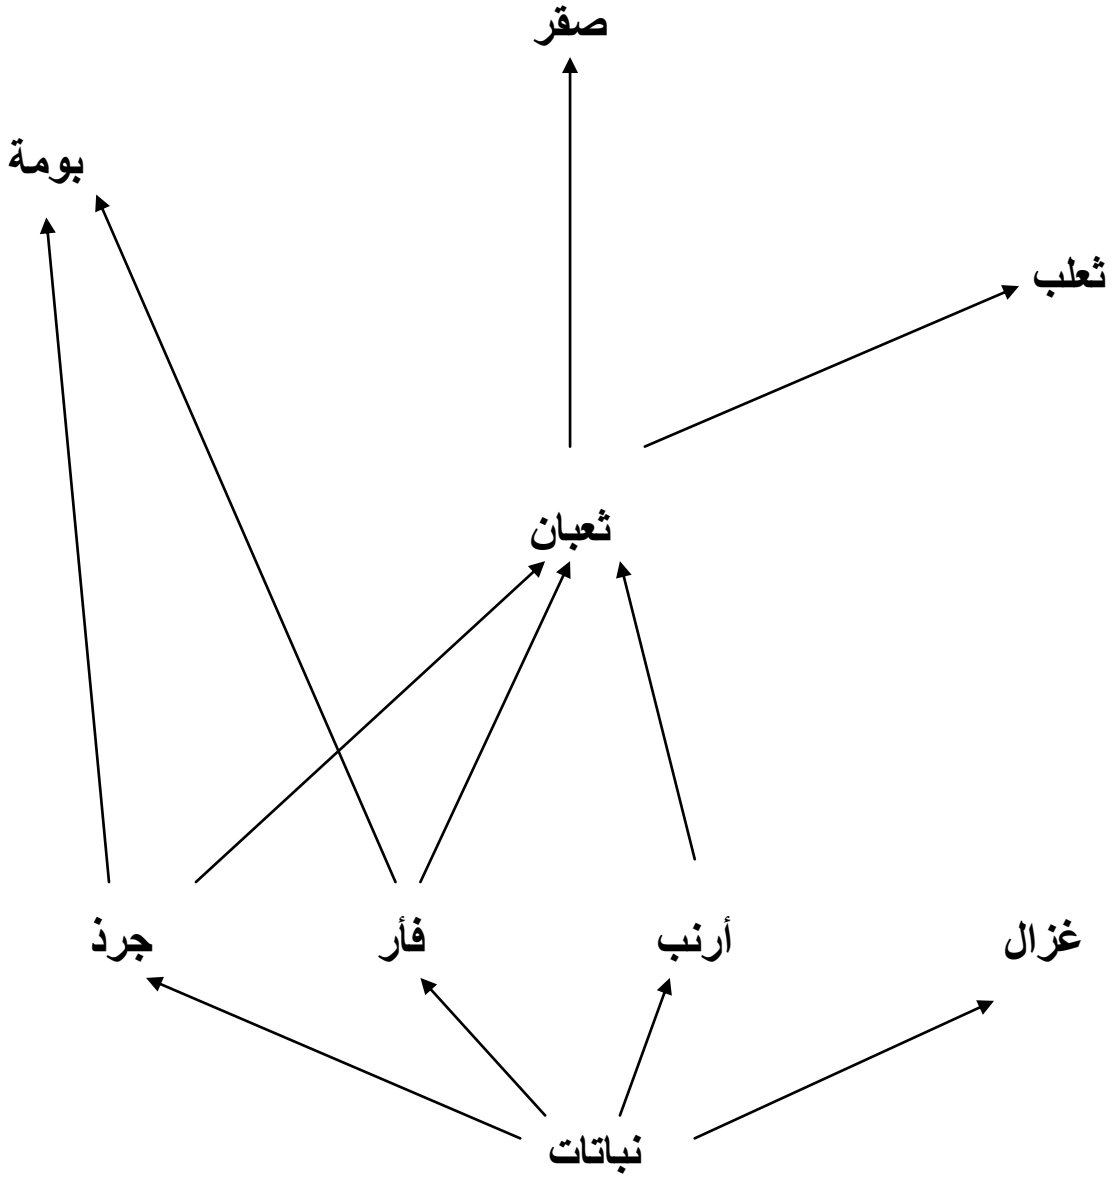 صقر
بومة
ثعلب
ثعبان
غزال
أرنب
فأر
جرذ
نباتات